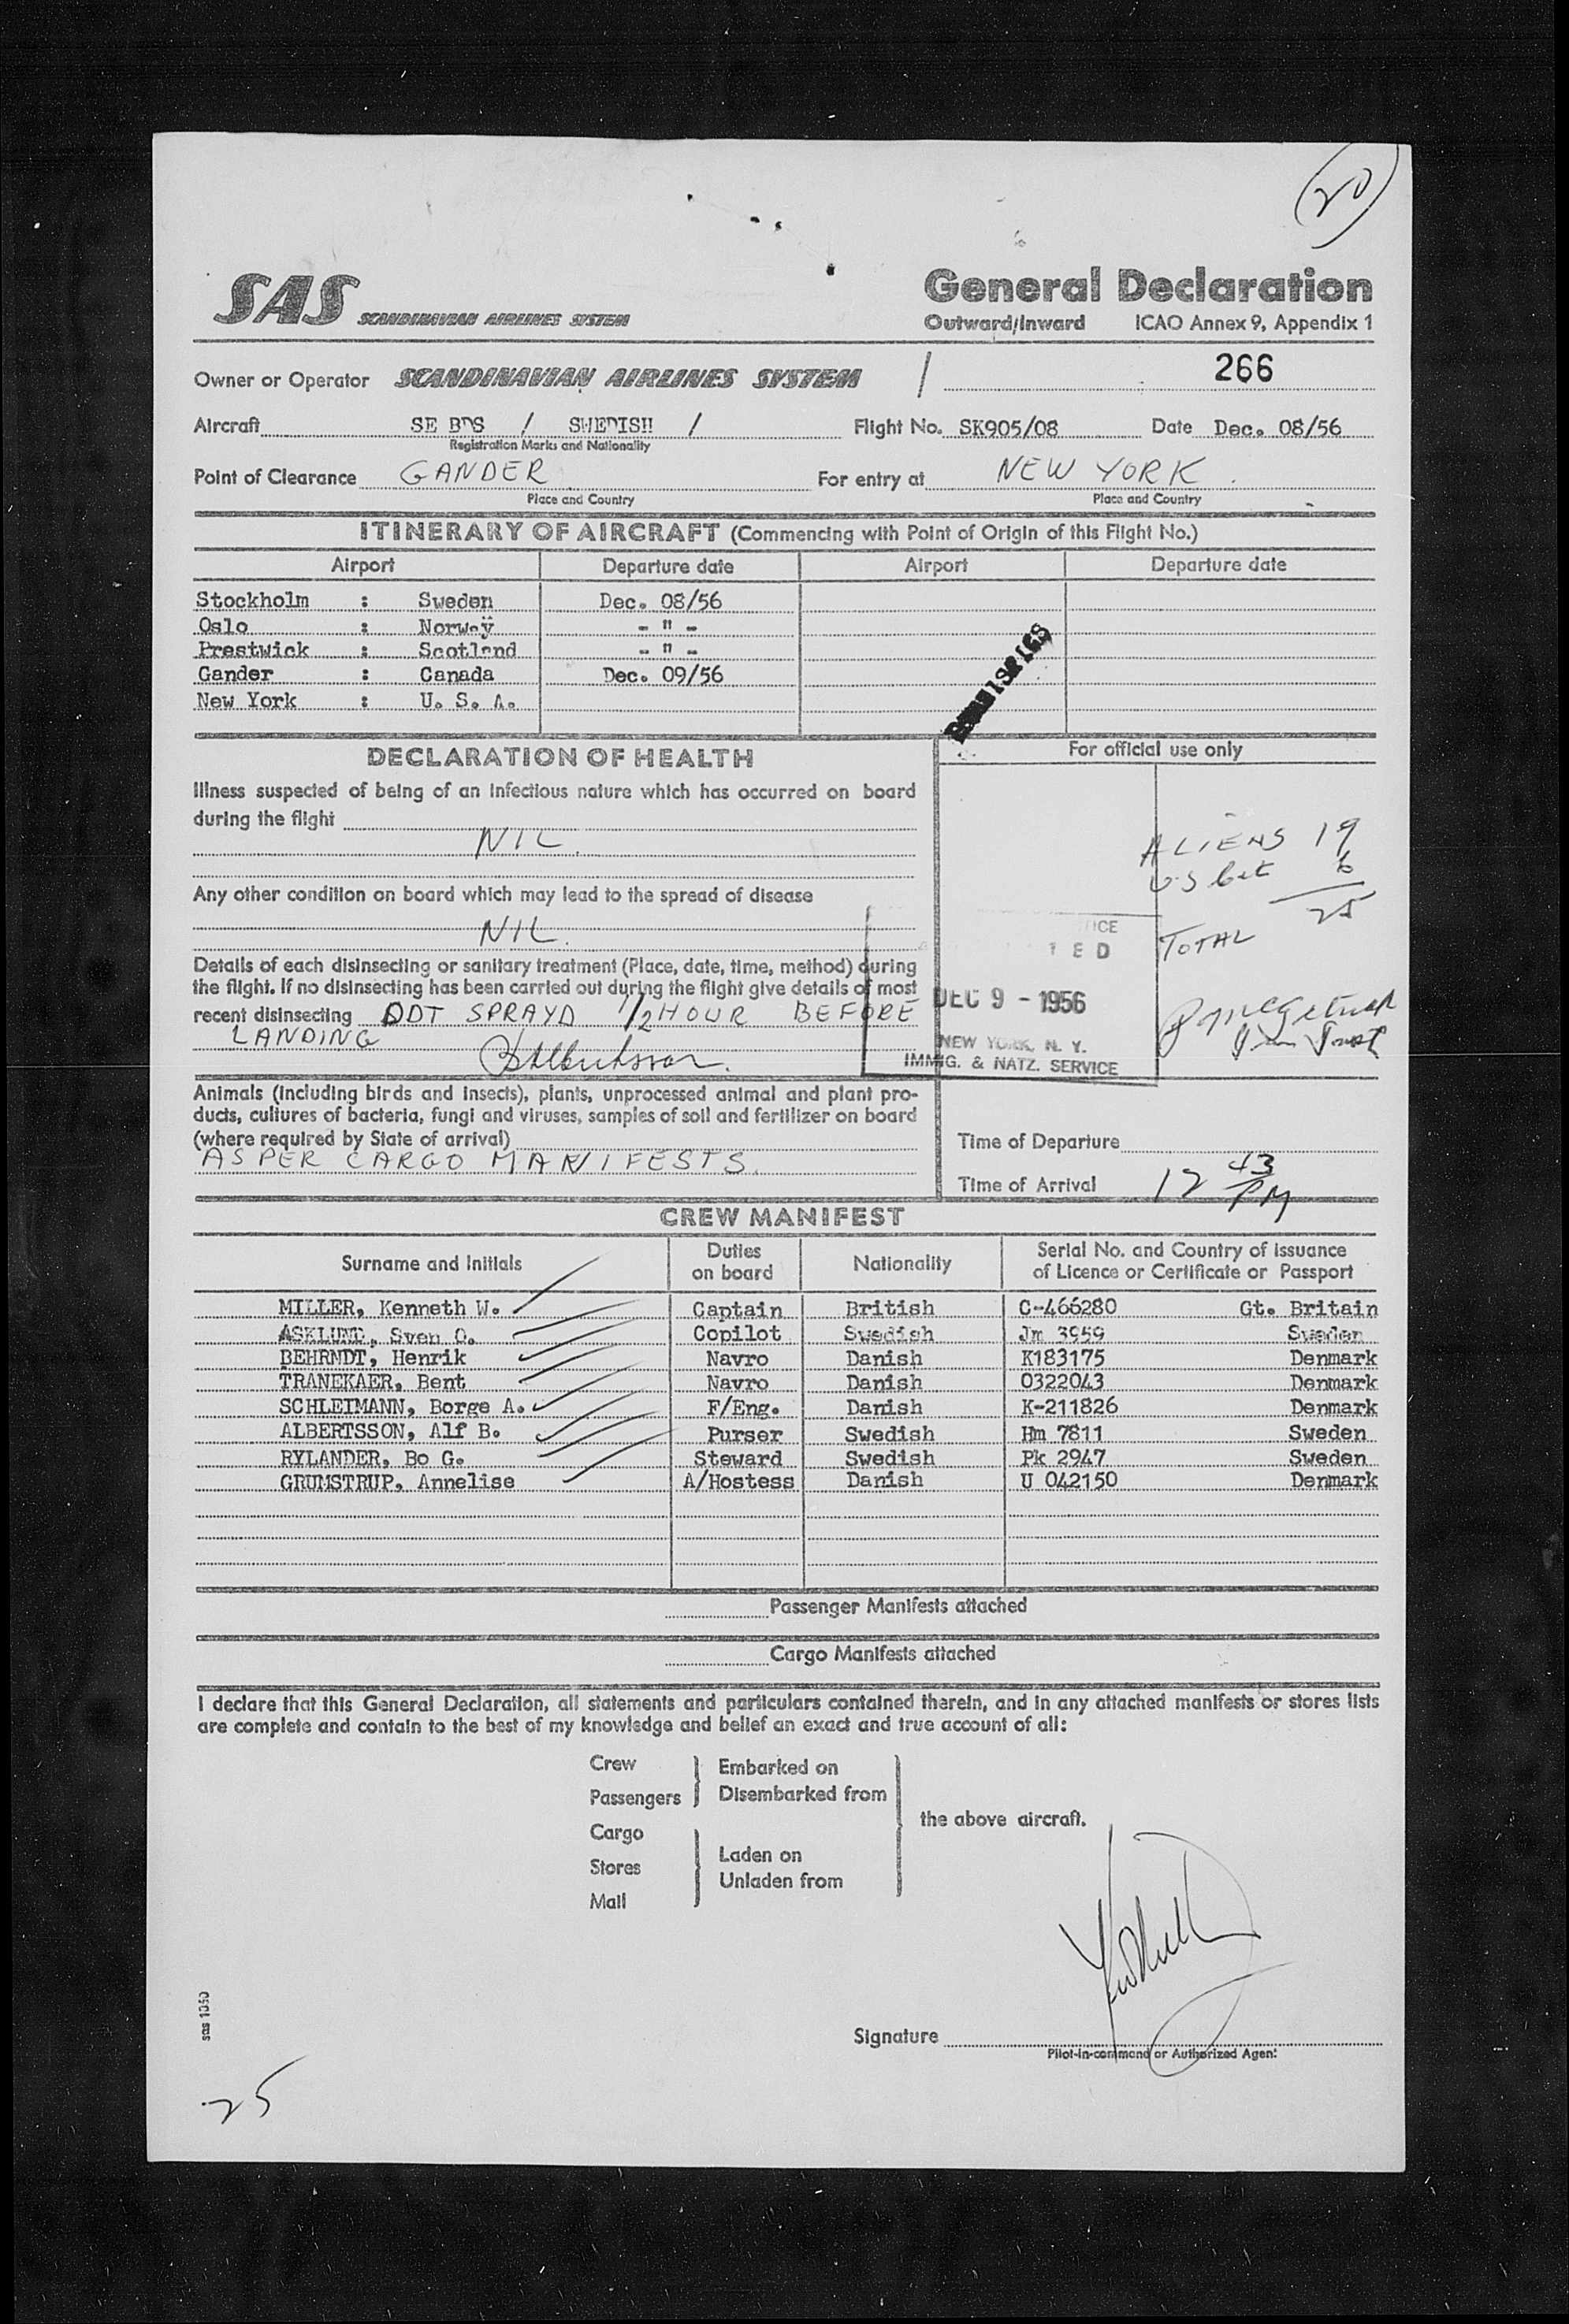 20
SAS SCANDINAVIAN AIRLINES SYSTEM
General Declaration
Outward/Inward ICAO Annex 9, Appendix 1
Owner or Operator SCANDINAVIAN AIRLINES SYSTEM / 266
Aircraft SE BDS / SWEDISH / Flight No. SK905/08 Date Dec. 08/56
Registration Marks and Nationality
Point of Clearance GANDER For entry at NEW YORK
Place and Country Place and Country
ITINERARY OF AIRCRAFT (Commencing with Point of Origin of this Flight No.)
Airport Departure date Airport Departure date
Stockholm : Sweden Dec. 08/56
Oslo : Norway - " -
Prestwick : Scotland - " -
Gander : Canada Dec. 09/56
New York : U. S. A.
DECLARATION OF HEALTH
For official use only
Illness suspected of being of an infectious nature which has occurred on board
during the flight
NIL.
ALIENS 19
US 6
25
TOTAL
Any other condition on board which may lead to the spread of disease
NIL.
Details of each disinsecting or sanitary treatment (Place, date, time, method) during
the flight. If no disinsecting has been carried out during the flight give details of most
recent disinsecting DDT SPRAYD 1/2 HOUR BEFORE
LANDING
DEC 9 - 1956
NEW YORK, N. Y.
IMMIG. & NATZ. SERVICE
Animals (including birds and insects), plants, unprocessed animal and plant pro-
ducts, cultures of bacteria, fungi and viruses, samples of soil and fertilizer on board
(where required by State of arrival)
AS PER CARGO MANIFESTS.
Time of Departure
Time of Arrival 12 43 PM
CREW MANIFEST
Surname and Initials Duties on board Nationality Serial No. and Country of issuance of Licence or Certificate or Passport
MILLER, Kenneth W. Captain British C-466280 Gt. Britain
ASKLUND, Sven O. Copilot Swedish Jm 3959 Sweden
BEHRNDT, Henrik Navro Danish K183175 Denmark
TRANEKAER, Bent Navro Danish 0322043 Denmark
SCHLEIMANN, Borge A. F/Eng. Danish K-211826 Denmark
ALBERTSSON, Alf B. Purser Swedish Hm 7811 Sweden
RYLANDER, Bo G. Steward Swedish Pk 2947 Sweden
GRUMSTRUP, Annelise A/Hostess Danish U 042150 Denmark
Passenger Manifests attached
Cargo Manifests attached
I declare that this General Declaration, all statements and particulars contained therein, and in any attached manifests or stores lists
are complete and contain to the best of my knowledge and belief an exact and true account of all:
Crew
Passengers
Embarked on
Disembarked from
the above aircraft.
Cargo
Stores
Mail
Laden on
Unladen from
Signature
Pilot-in-command or Authorized Agent
sas 1050
25